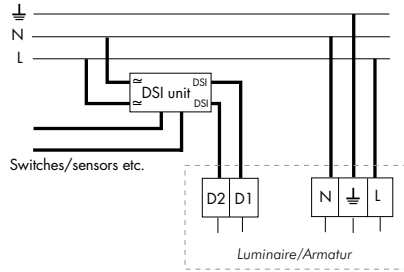 N
L
≃ DSI
DSI unit
≃ DSI
Switches/sensors etc.
D2 D1
N L
Luminaire/Armatur